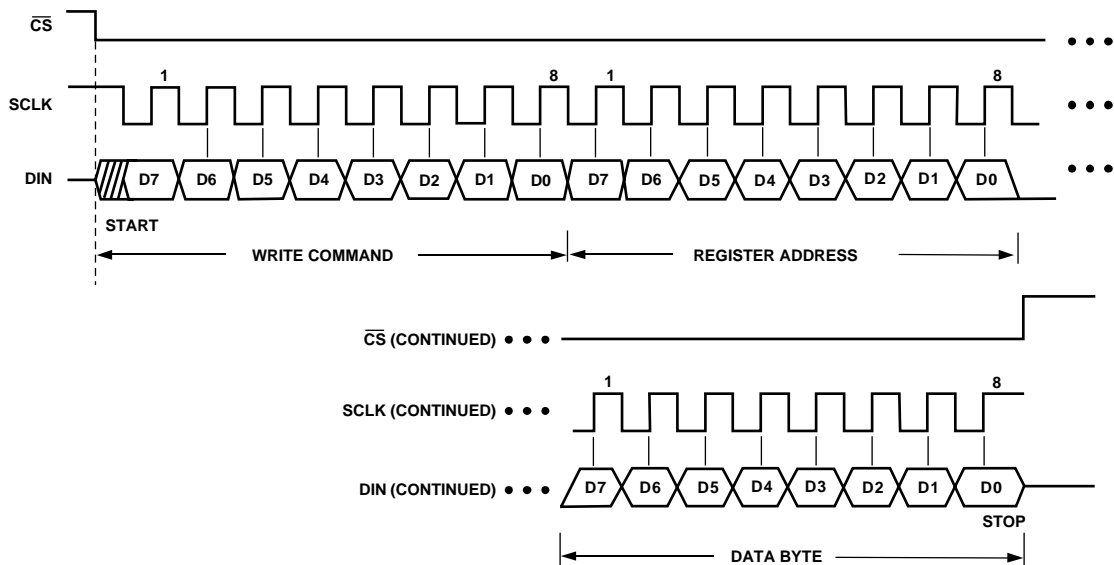 CS
1 8 1 8
SCLK
DIN D7 D6 D5 D4 D3 D2 D1 D0 D7 D6 D5 D4 D3 D2 D1 D0
START
WRITE COMMAND REGISTER ADDRESS
CS (CONTINUED)
1 8
SCLK (CONTINUED)
DIN (CONTINUED) D7 D6 D5 D4 D3 D2 D1 D0
STOP
DATA BYTE